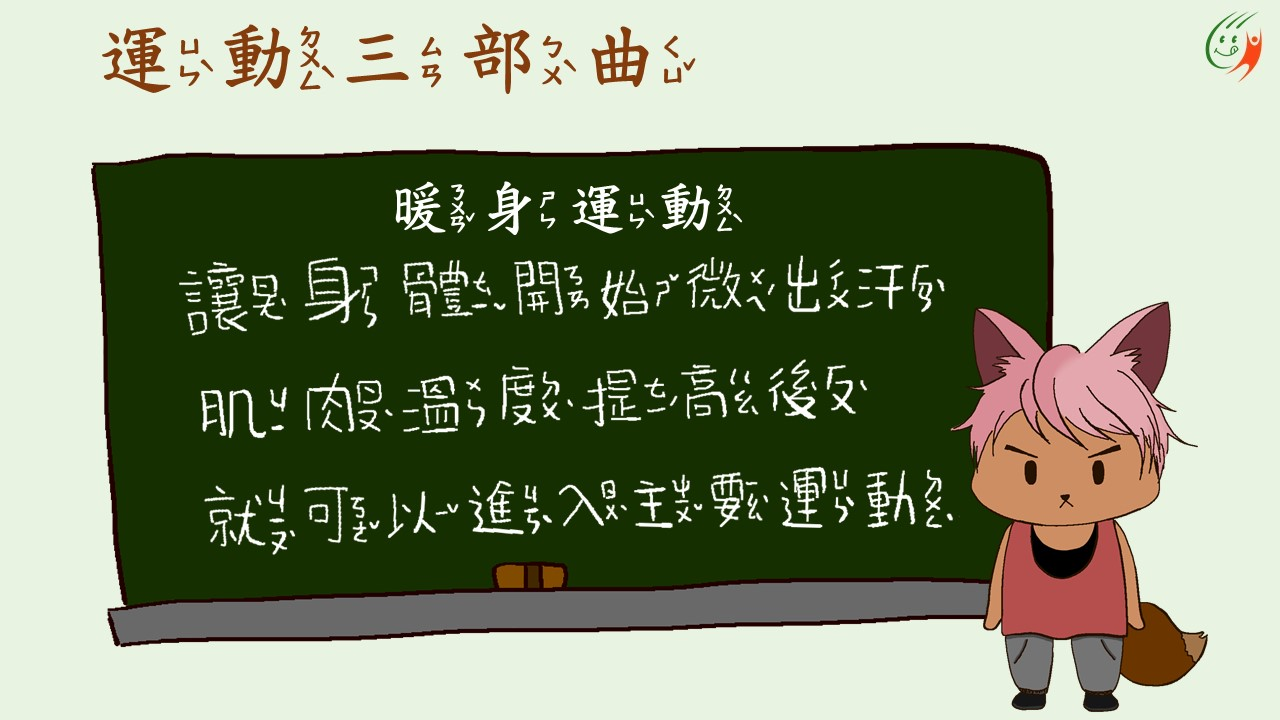 運動三部曲
暖身運動
讓身體開始微出汗
肌肉溫度提高後
就可以進入主要運動